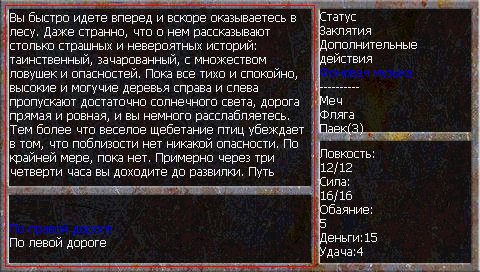 Вы быстро идете вперед и вскоре оказываетесь в
лесу. Даже странно, что о нем рассказывают
столько страшных и невероятных историй:
таинственный, зачарованный, с множеством
ловушек и опасностей. Пока все тихо и спокойно,
высокие и могучие деревья справа и слева
пропускают достаточно солнечного света, дорога
прямая и ровная, и вы немного расслабляетесь.
Тем более что веселое щебетание птиц убеждает
в том, что поблизости нет никакой опасности. По
крайней мере, пока нет. Примерно через три
четверти часа вы доходите до развилки. Путь
По правой дороге
По левой дороге
Статус
Заклятия
Дополнительные
действия
----------
Меч
Фляга
Паек(3)
Ловкость:
12/12
Сила:
16/16
Обаяние:
5
Деньги:15
Удача:4